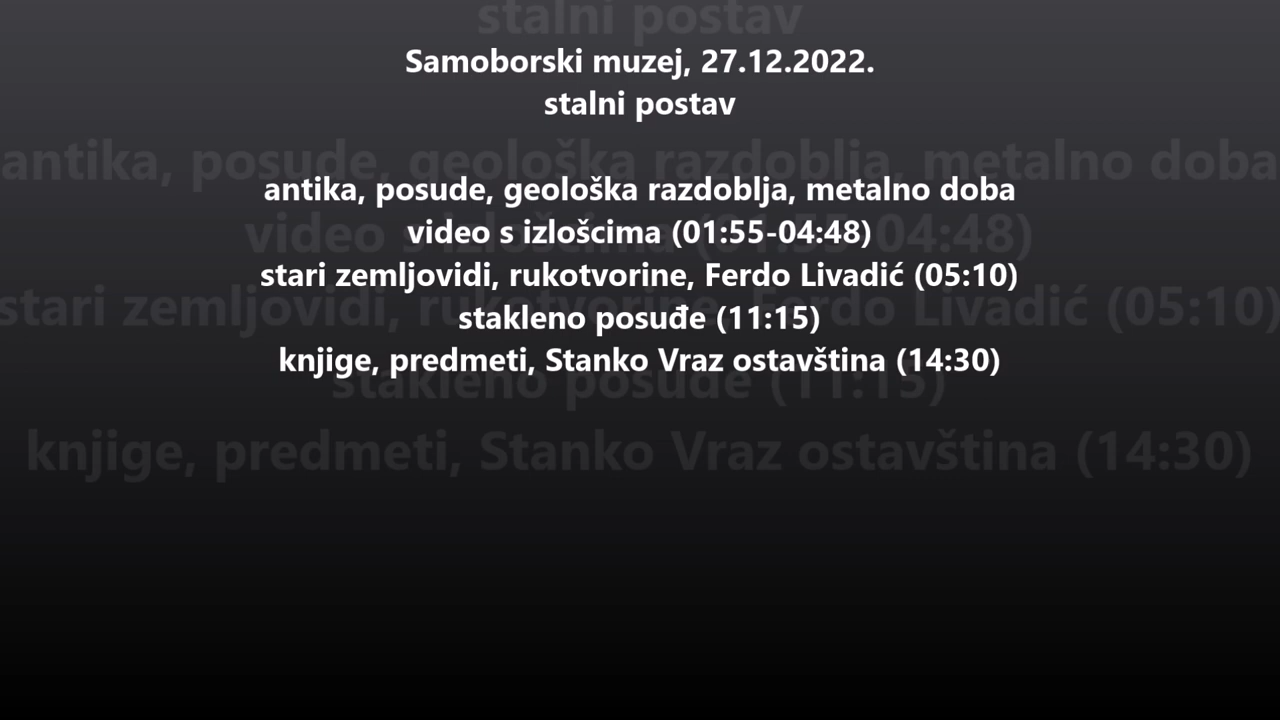 Samoborski muzej, 27.12.2022.
stalni postav
antika, posude, geološka razdoblja, metalno doba
video s izlošcima (01:55-04:48)
stari zemljovidi, rukotvorine, Ferdo Livadić (05:10)
stakleno posuđe (11:15)
knjige, predmeti, Stanko Vraz ostavština (14:30)